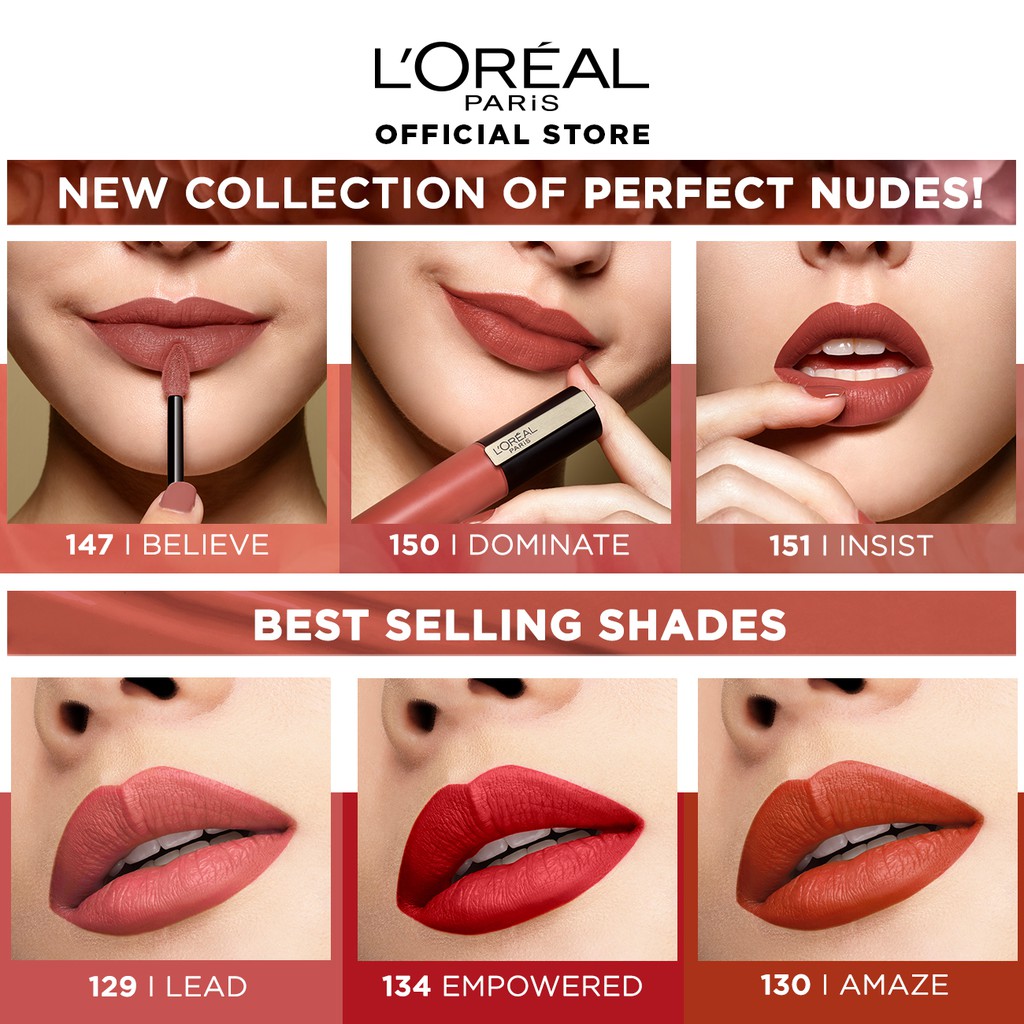 L'ORÉAL
PARiS
OFFICIAL STORE
NEW COLLECTION OF PERFECT NUDES!
L'ORÉAL
PARIS
147 I BELIEVE
150 I DOMINATE
151 I INSIST
BEST SELLING SHADES
129 I LEAD
134 EMPOWERED
130 I AMAZE